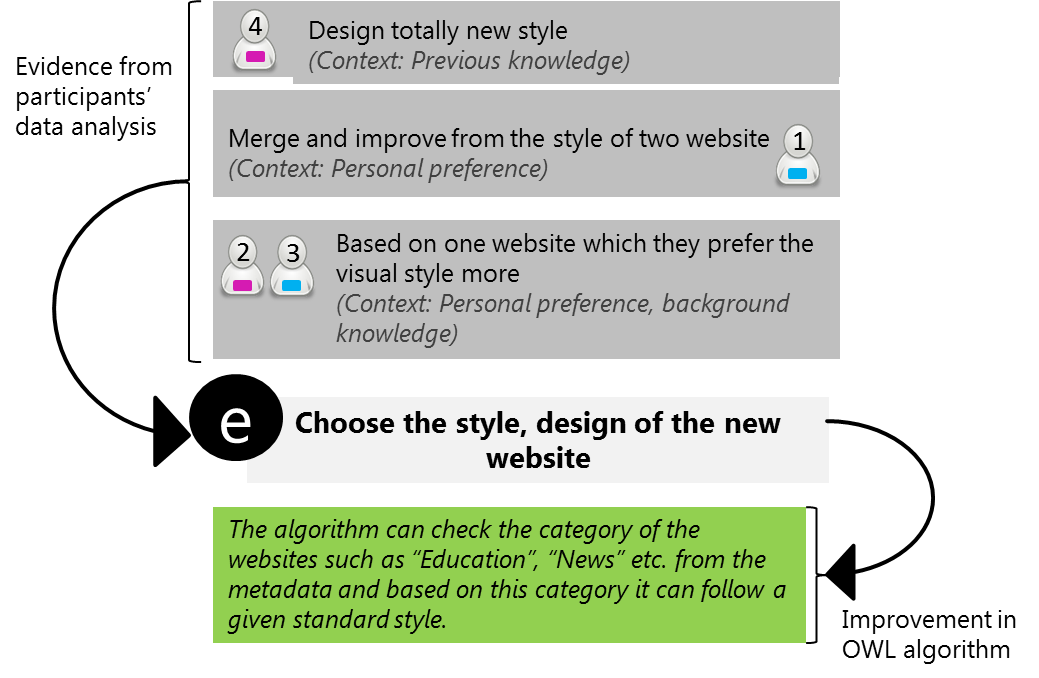 4
Design totally new style
(Context: Previous knowledge)
Evidence from
participants’
data analysis
Merge and improve from the style of two website
(Context: Personal preference)
1
2 3
Based on one website which they prefer the
visual style more
(Context: Personal preference, background
knowledge)
e
Choose the style, design of the new
website
The algorithm can check the category of the
websites such as “Education”, “News” etc. from the
metadata and based on this category it can follow a
given standard style.
Improvement in
OWL algorithm